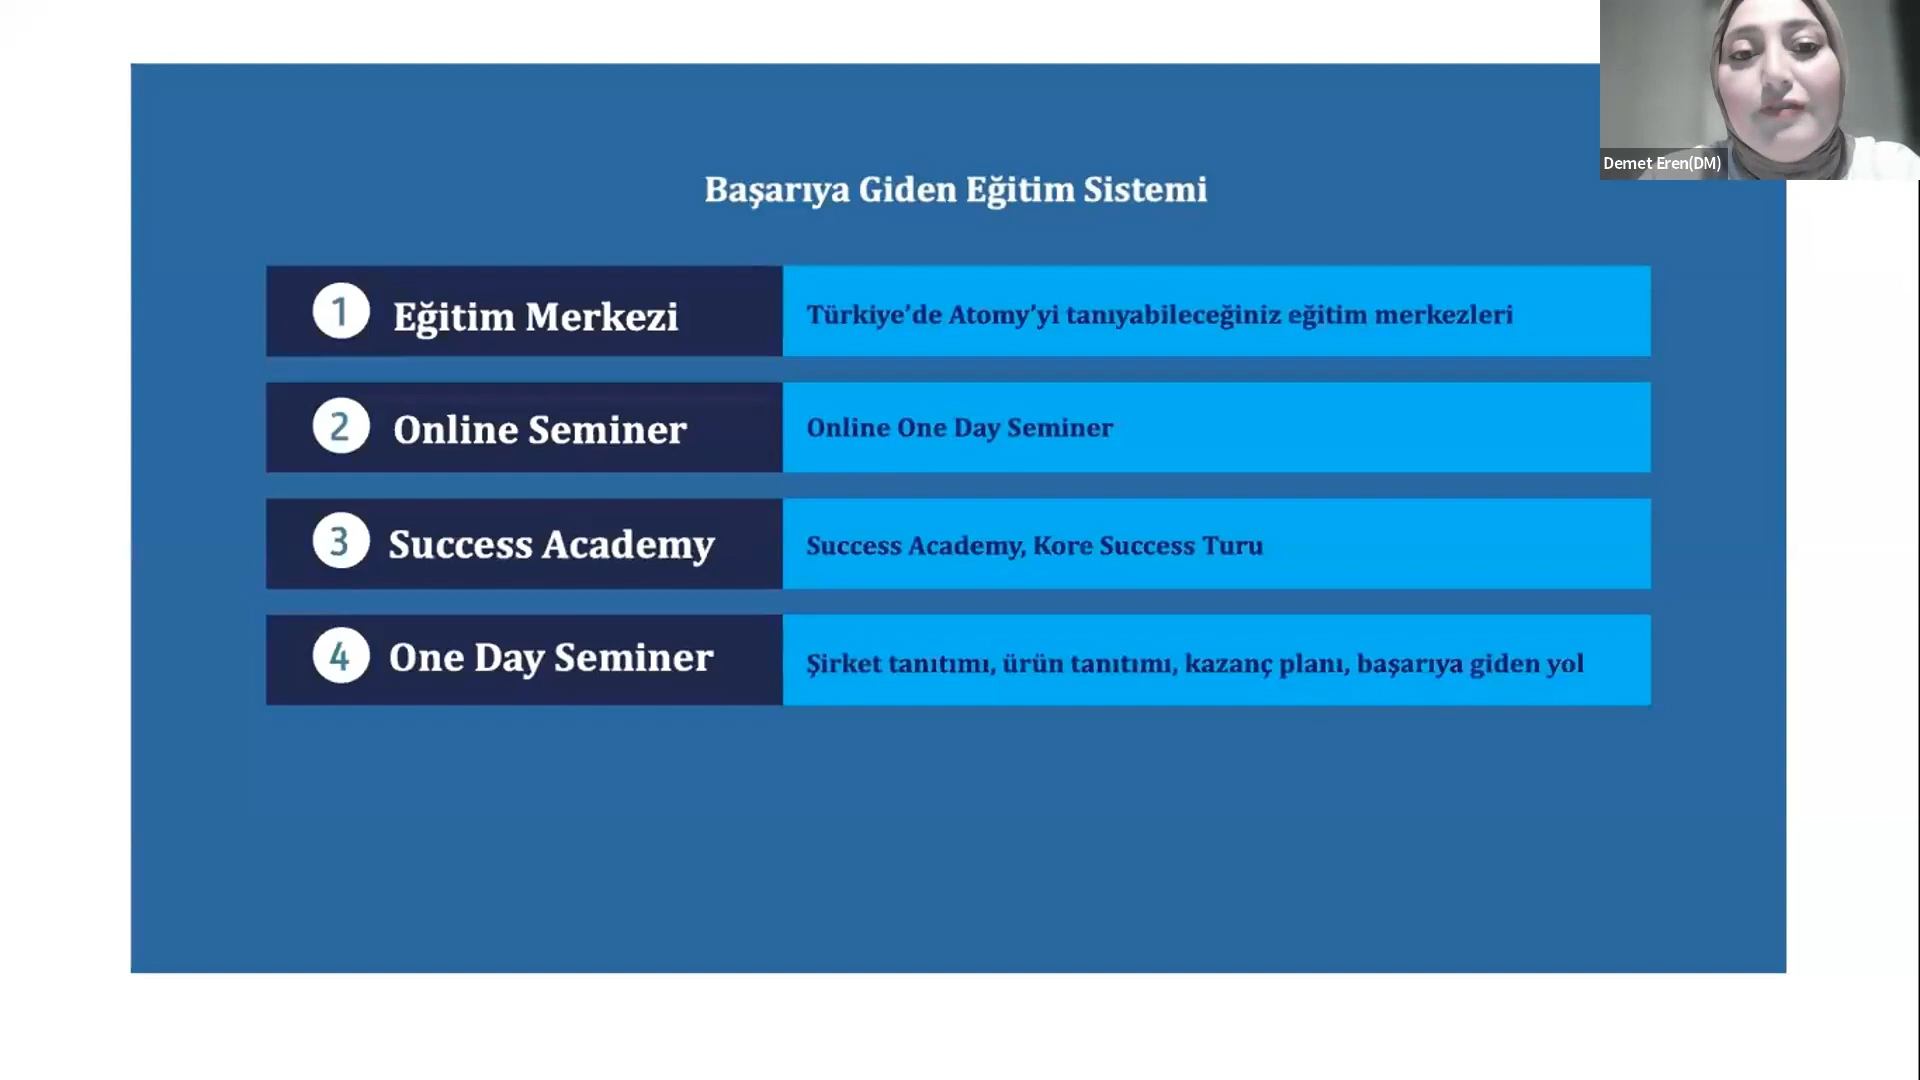 Demet Eren(DM)
Başarıya Giden Eğitim Sistemi
1 Eğitim Merkezi
Türkiye’de Atomy’yi tanıyabileceğiniz eğitim merkezleri
2 Online Seminer
Online One Day Seminer
3 Success Academy
Success Academy, Kore Success Turu
4 One Day Seminer
Şirket tanıtımı, ürün tanıtımı, kazanç planı, başarıya giden yol